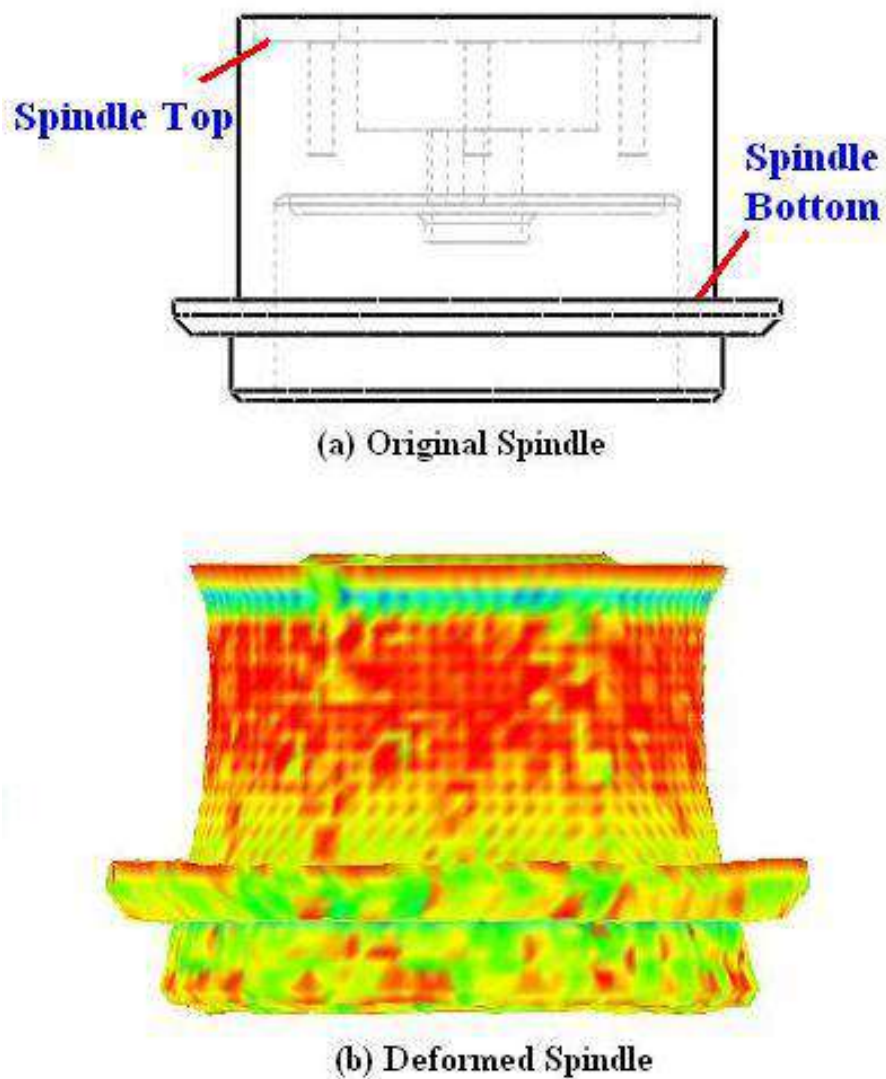 Spindle Top
Spindle
Bottom
(a) Original Spindle
(b) Deformed Spindle